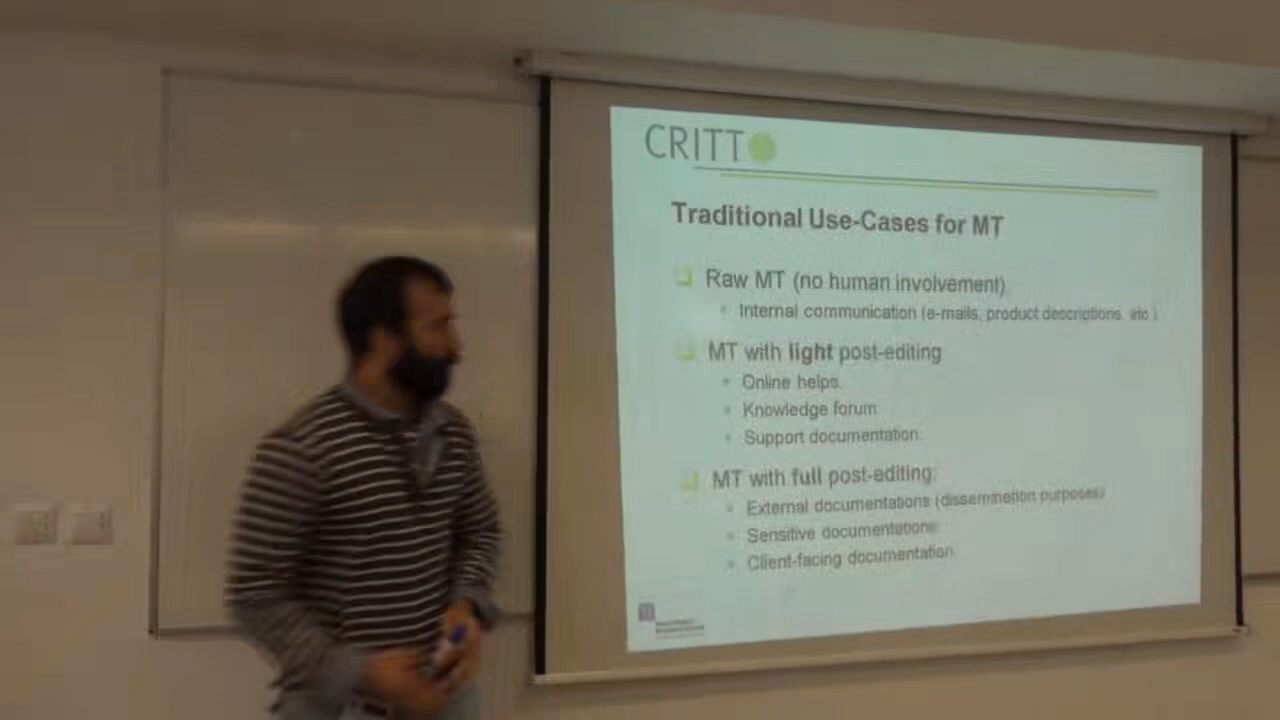 CRITT
Traditional Use-Cases for MT
Raw MT (no human involvement)
Internal communication (e-mails, product descriptions, etc.)
MT with light post-editing
Online helps.
Knowledge forum
Support documentation.
MT with full post-editing:
External documentations (dissemination purposes)
Sensitive documentations
Client-facing documentation